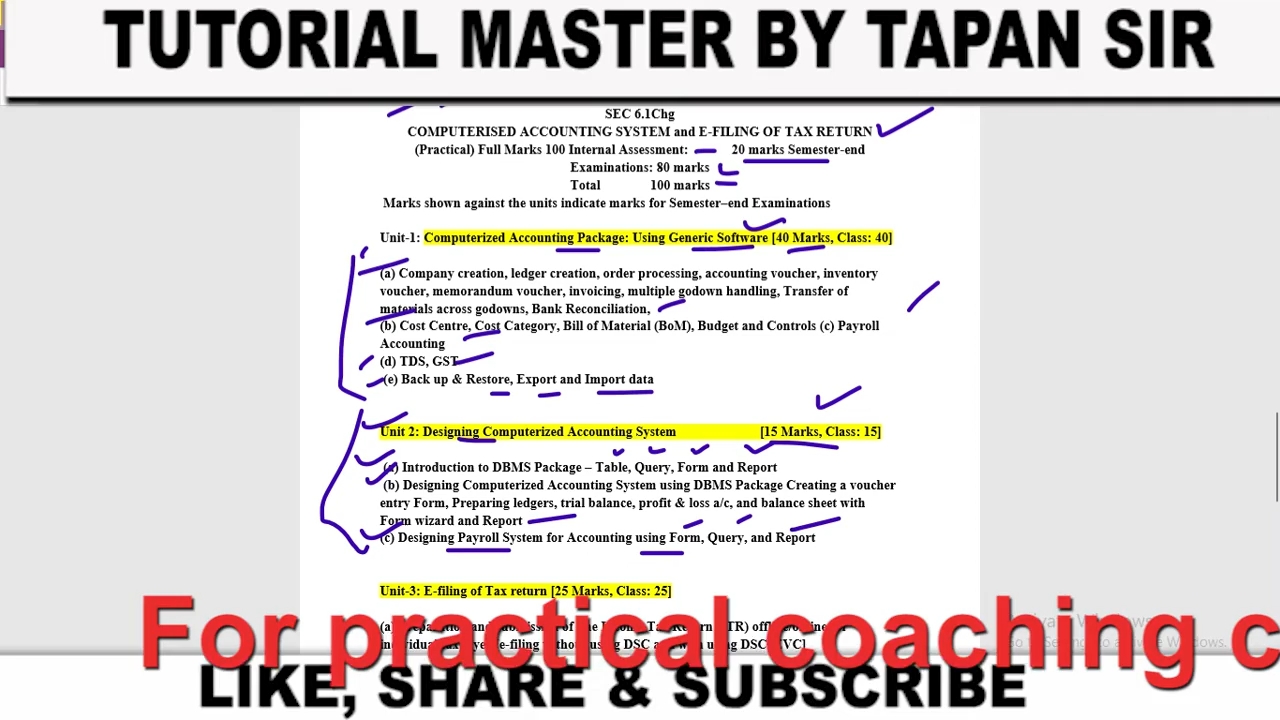 TUTORIAL MASTER BY TAPAN SIR
SEC 6.1Chg
COMPUTERISED ACCOUNTING SYSTEM and E-FILING OF TAX RETURN
(Practical) Full Marks 100 Internal Assessment: 20 marks Semester-end
Examinations: 80 marks
Total 100 marks
Marks shown against the units indicate marks for Semester–end Examinations
Unit-1: Computerized Accounting Package: Using Generic Software [40 Marks, Class: 40]
(a) Company creation, ledger creation, order processing, accounting voucher, inventory
voucher, memorandum voucher, invoicing, multiple godown handling, Transfer of
materials across godowns, Bank Reconciliation,
(b) Cost Centre, Cost Category, Bill of Material (BoM), Budget and Controls (c) Payroll
Accounting
(d) TDS, GST
(e) Back up & Restore, Export and Import data
Unit 2: Designing Computerized Accounting System [15 Marks, Class: 15]
(a) Introduction to DBMS Package – Table, Query, Form and Report
(b) Designing Computerized Accounting System using DBMS Package Creating a voucher
entry Form, Preparing ledgers, trial balance, profit & loss a/c, and balance sheet with
Form wizard and Report
(c) Designing Payroll System for Accounting using Form, Query, and Report
Unit-3: E-filing of Tax return [25 Marks, Class: 25]
For practical coaching c
Go to Settings to activate Windows.
LIKE, SHARE & SUBSCRIBE